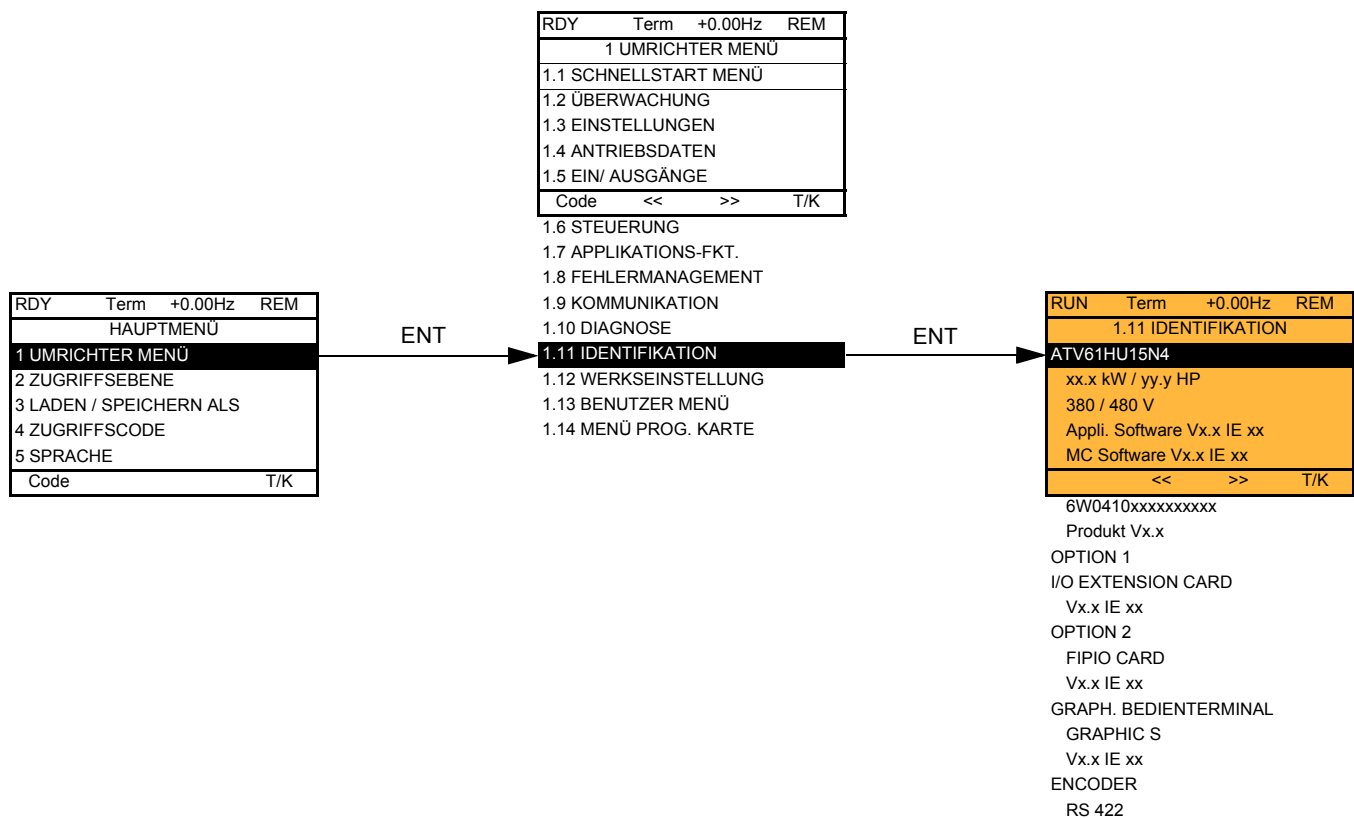 RDY Term +0.00Hz REM
HAUPTMENÜ
1 UMRICHTER MENÜ
2 ZUGRIFFSEBENE
3 LADEN / SPEICHERN ALS
4 ZUGRIFFSCODE
5 SPRACHE
Code T/K
ENT
RDY Term +0.00Hz REM
1 UMRICHTER MENÜ
1.1 SCHNELLSTART MENÜ
1.2 ÜBERWACHUNG
1.3 EINSTELLUNGEN
1.4 ANTRIEBSDATEN
1.5 EIN/ AUSGÄNGE
Code << >> T/K
1.6 STEUERUNG
1.7 APPLIKATIONS-FKT.
1.8 FEHLERMANAGEMENT
1.9 KOMMUNIKATION
1.10 DIAGNOSE
1.11 IDENTIFIKATION
1.12 WERKSEINSTELLUNG
1.13 BENUTZER MENÜ
1.14 MENÜ PROG. KARTE
ENT
RUN Term +0.00Hz REM
1.11 IDENTIFIKATION
ATV61HU15N4
xx.x kW / yy.y HP
380 / 480 V
Appli. Software Vx.x IE xx
MC Software Vx.x IE xx
<< >> T/K
6W0410xxxxxxxxxx
Produkt Vx.x
OPTION 1
I/O EXTENSION CARD
Vx.x IE xx
OPTION 2
FIPIO CARD
Vx.x IE xx
GRAPH. BEDIENTERMINAL
GRAPHIC S
Vx.x IE xx
ENCODER
RS 422